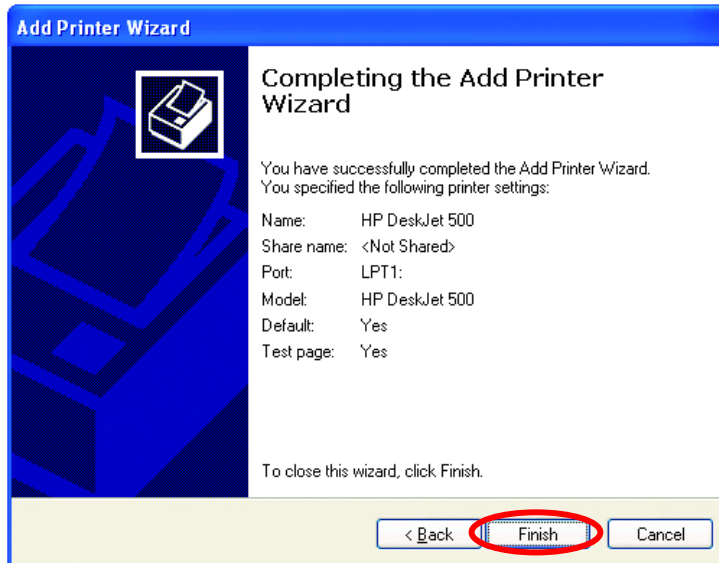 Add Printer Wizard
Completing the Add Printer
Wizard
You have successfully completed the Add Printer Wizard.
You specified the following printer settings:
Name: HP DeskJet 500
Share name: <Not Shared>
Port: LPT1:
Model: HP DeskJet 500
Default: Yes
Test page: Yes
To close this wizard, click Finish.
< Back Finish Cancel